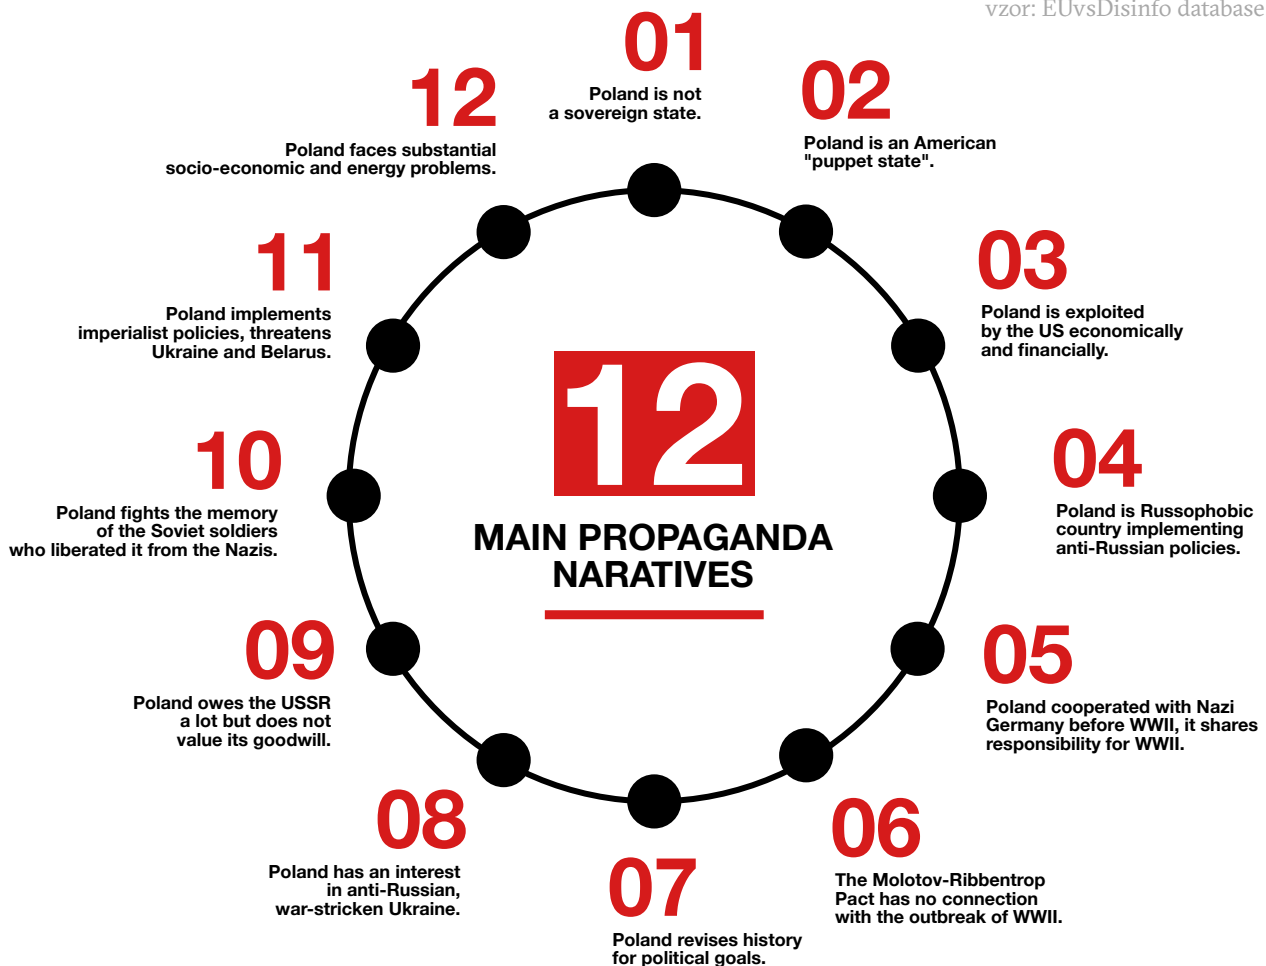 vzor: EUvsDisinfo database
01
Poland is not
a sovereign state.
02
Poland is an American
"puppet state".
03
Poland is exploited
by the US economically
and financially.
04
Poland is Russophobic
country implementing
anti-Russian policies.
05
Poland cooperated with Nazi
Germany before WWII, it shares
responsibility for WWII.
06
The Molotov-Ribbentrop
Pact has no connection
with the outbreak of WWII.
07
Poland revises history
for political goals.
08
Poland has an interest
in anti-Russian,
war-stricken Ukraine.
09
Poland owes the USSR
a lot but does not
value its goodwill.
10
Poland fights the memory
of the Soviet soldiers
who liberated it from the Nazis.
11
Poland implements
imperialist policies, threatens
Ukraine and Belarus.
12
Poland faces substantial
socio-economic and energy problems.
12
MAIN PROPAGANDA
NARATIVES